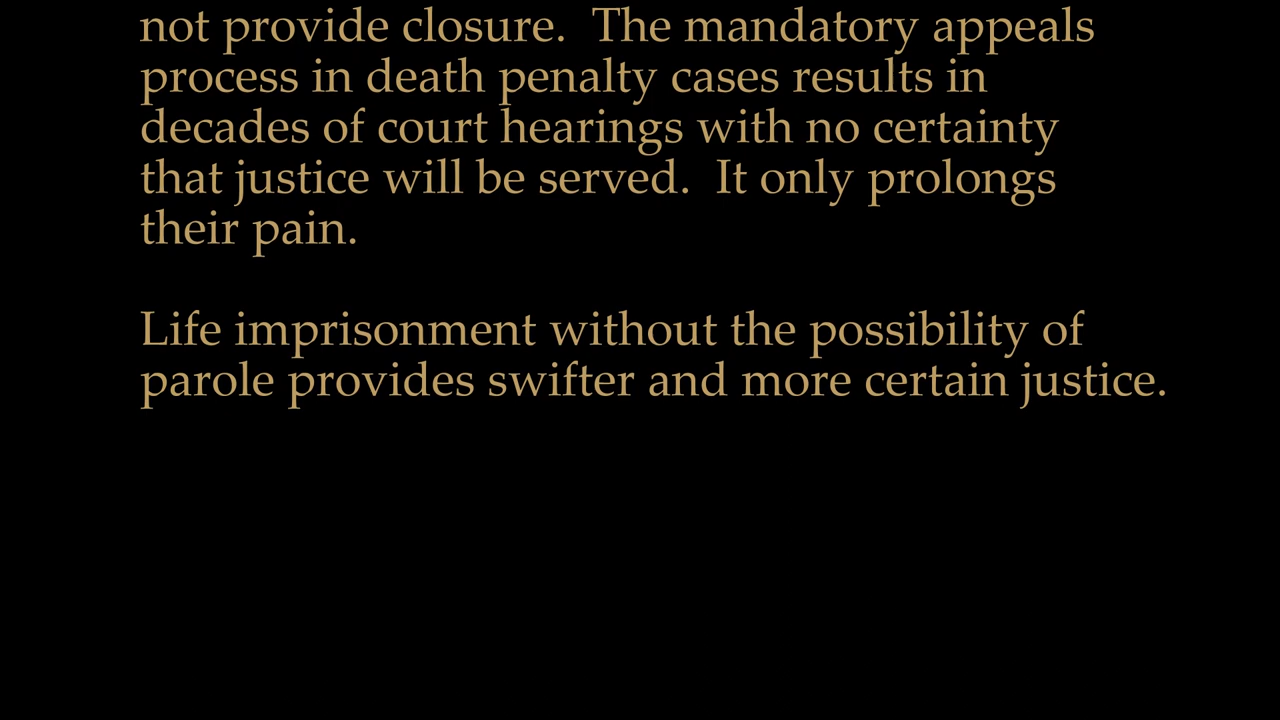 not provide closure.  The mandatory appeals
process in death penalty cases results in
decades of court hearings with no certainty
that justice will be served.  It only prolongs
their pain.
Life imprisonment without the possibility of
parole provides swifter and more certain justice.